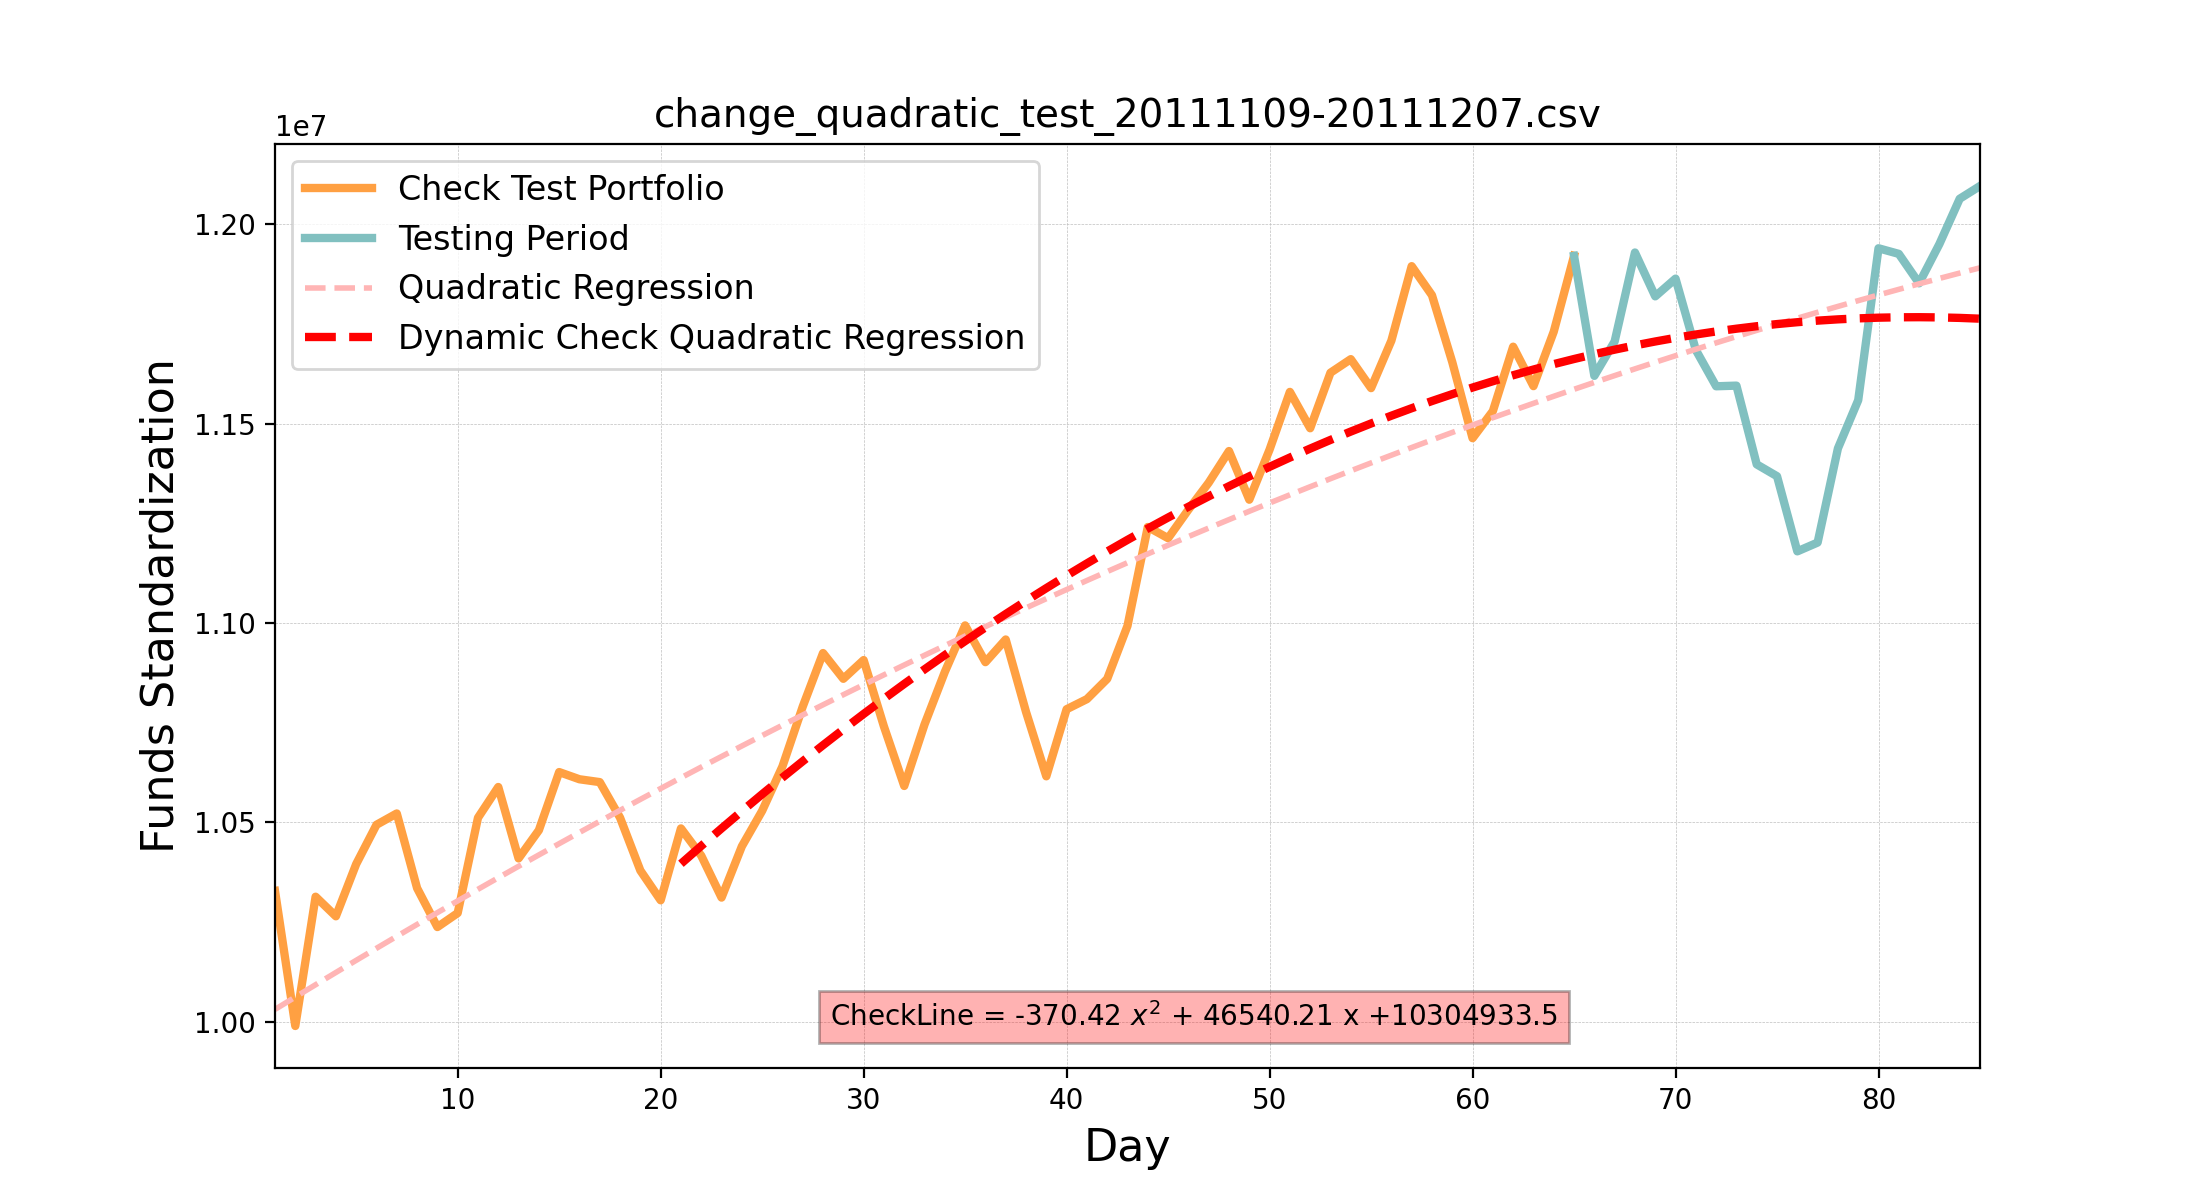 change_quadratic_test_20111109-20111207.csv
1e7
Check Test Portfolio
Testing Period
Quadratic Regression
Dynamic Check Quadratic Regression
1.20
1.15
1.10
1.05
1.00
Funds Standardization
CheckLine = -370.42 x² + 46540.21 x +10304933.5
10 20 30 40 50 60 70 80
Day